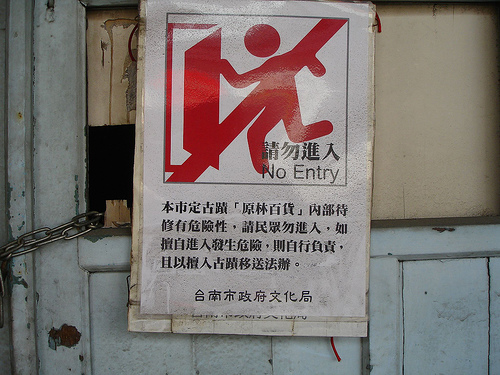 請勿進入
No Entry
本市定古蹟「原林百貨」內部待
修有危險性，請民眾勿進入，如
擅自進入發生危險，則自行負責，
且以擅入古蹟移送法辦。
台南市政府文化局